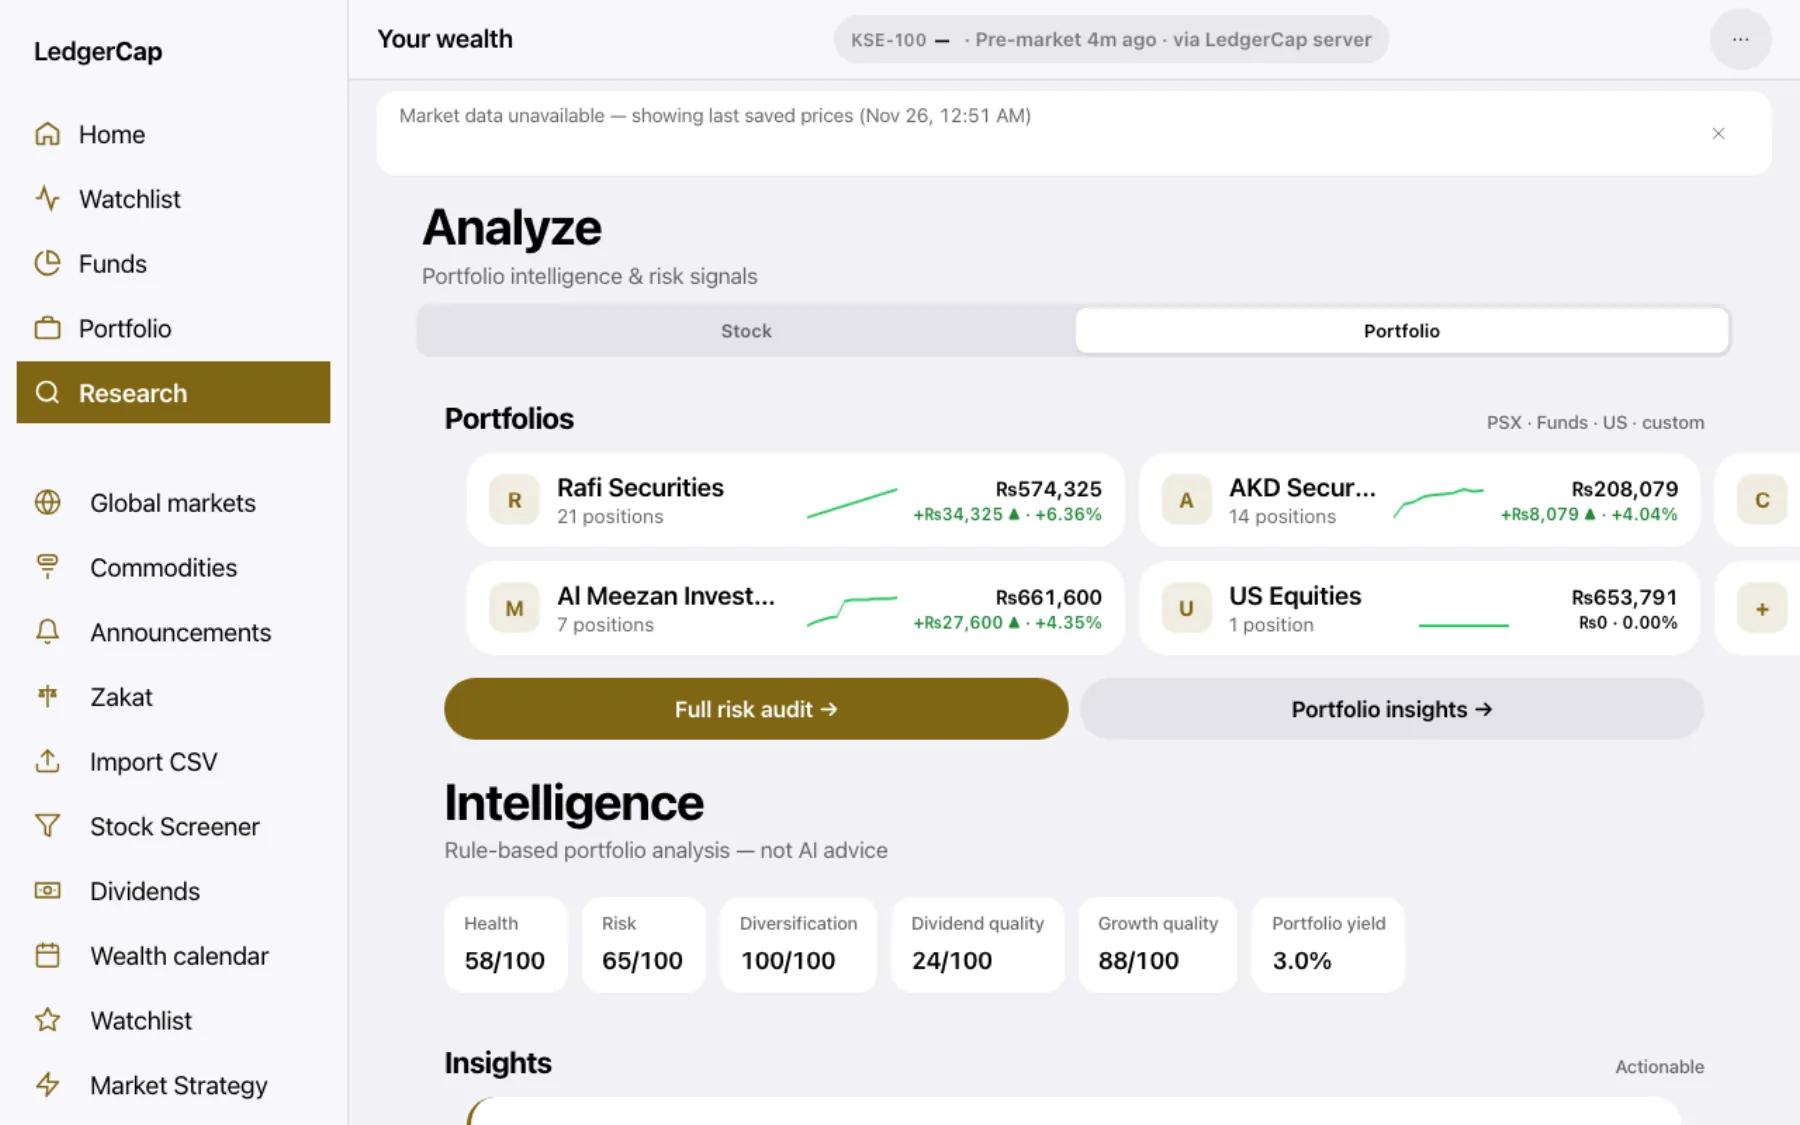 LedgerCap
Home
Watchlist
Funds
Portfolio
Research
Global markets
Commodities
Announcements
Zakat
Import CSV
Stock Screener
Dividends
Wealth calendar
Watchlist
Market Strategy
Your wealth
KSE-100 — · Pre-market 4m ago · via LedgerCap server
...
Market data unavailable — showing last saved prices (Nov 26, 12:51 AM)
×
Analyze
Portfolio intelligence & risk signals
Stock
Portfolio
Portfolios
PSX · Funds · US · custom
R
Rafi Securities
21 positions
₨574,325
+₨34,325 ▲ · +6.36%
A
AKD Secur...
14 positions
₨208,079
+₨8,079 ▲ · +4.04%
C
M
Al Meezan Invest...
7 positions
₨661,600
+₨27,600 ▲ · +4.35%
U
US Equities
1 position
₨653,791
₨0 · 0.00%
+
Full risk audit →
Portfolio insights →
Intelligence
Rule-based portfolio analysis — not AI advice
Health
58/100
Risk
65/100
Diversification
100/100
Dividend quality
24/100
Growth quality
88/100
Portfolio yield
3.0%
Insights
Actionable